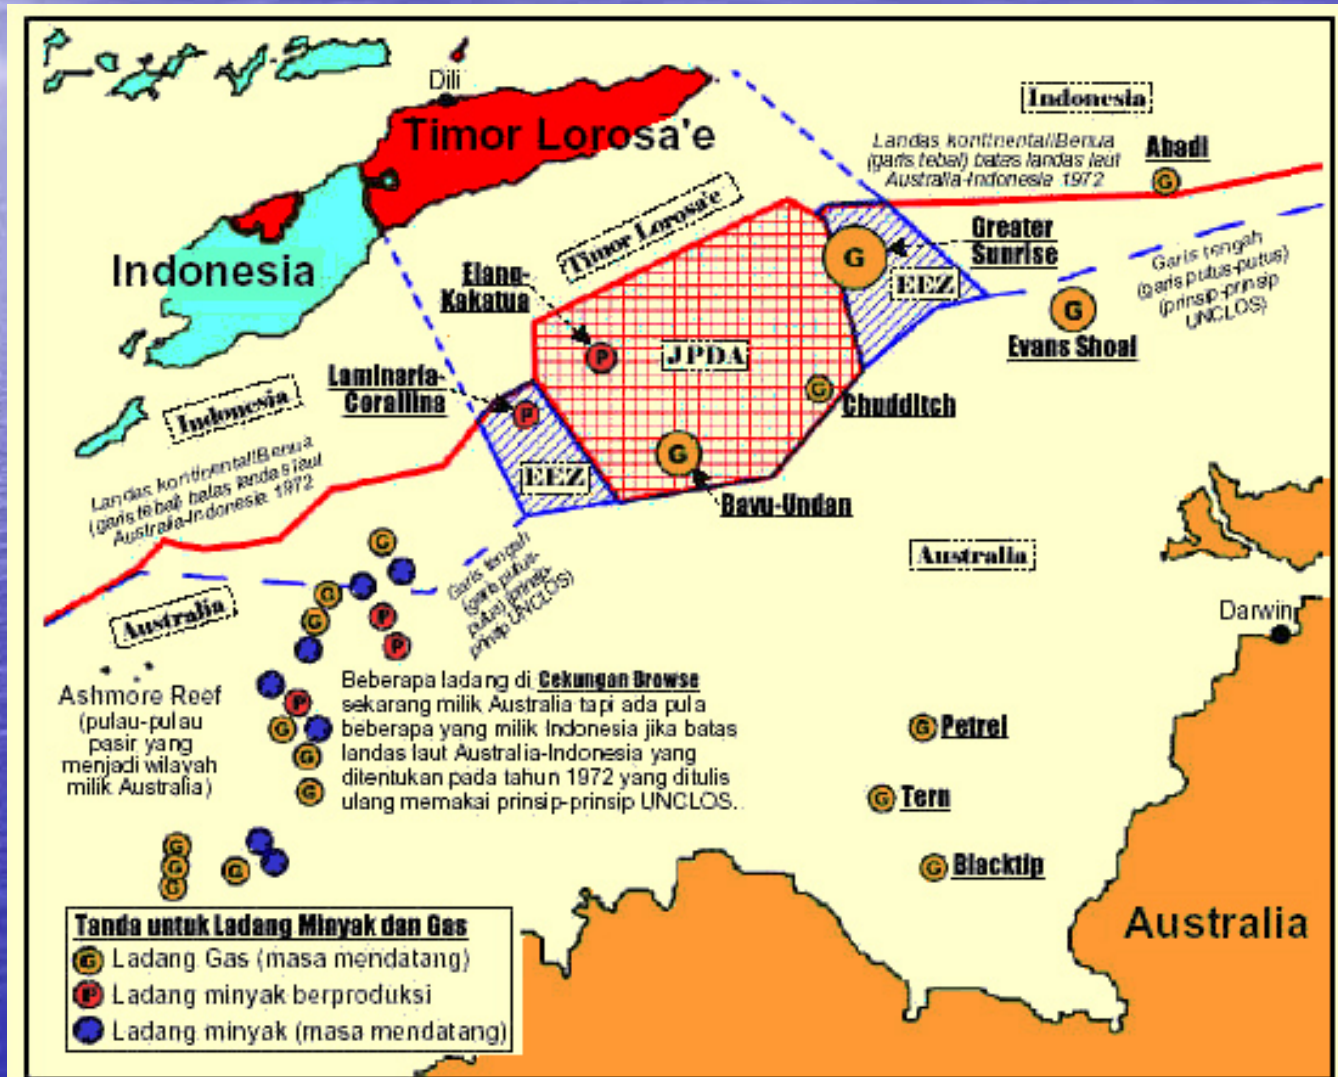 Dili
Timor Lorosa'e
Indonesia
Landas kontinental/Benua
(garis tebal) batas landas laut
Australia-Indonesia 1972
Abadi
G
Timor Lorosa'e
Greater
Sunrise
G
EEZ
Garis tengah
(garis putus-putus)
(prinsip-prinsip
UNCLOS)
Indonesia
Elang-
Kakatua
P
JPDA
G
Evans Shoal
Laminaria-
Corallina
P
G
Chudditch
Indonesia
G
EEZ
Bayu-Undan
Landas kontinental/Benua
(garis tebal) batas landas laut
Australia-Indonesia 1972
Garis tengah
(garis putus-
putus) (prinsip-
prinsip UNCLOS)
Australia
Australia
Darwin
G
G
G
P
P
P
G
G
G
Ashmore Reef
(pulau-pulau
pasir yang
menjadi wilayah
milik Australia)
Beberapa ladang di Cekungan Browse
sekarang milik Australia tapi ada pula
beberapa yang milik Indonesia jika batas
landas laut Australia-Indonesia yang
ditentukan pada tahun 1972 yang ditulis
ulang memakai prinsip-prinsip UNCLOS..
G Petrel
G Tern
G Blacktip
G
G
G
G
Australia
Tanda untuk Ladang Minyak dan Gas
G Ladang Gas (masa mendatang)
P Ladang minyak berproduksi
Ladang minyak (masa mendatang)